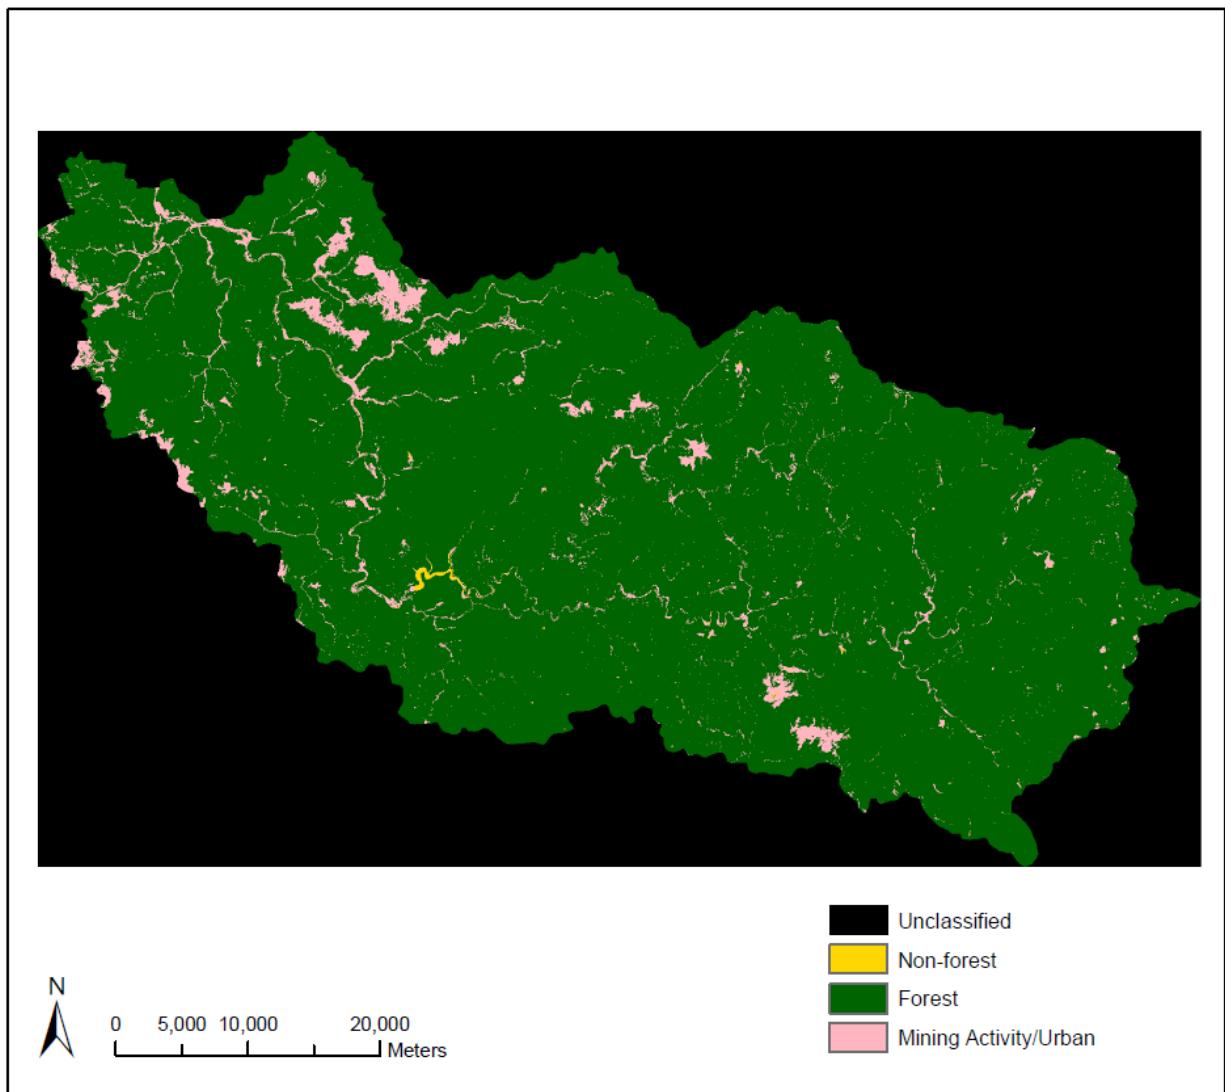 Unclassified
Non-forest
Forest
Mining Activity/Urban
N
0 5,000 10,000 20,000
Meters